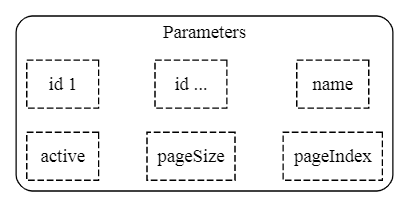 Parameters
id 1 id ... name
active pageSize pageIndex